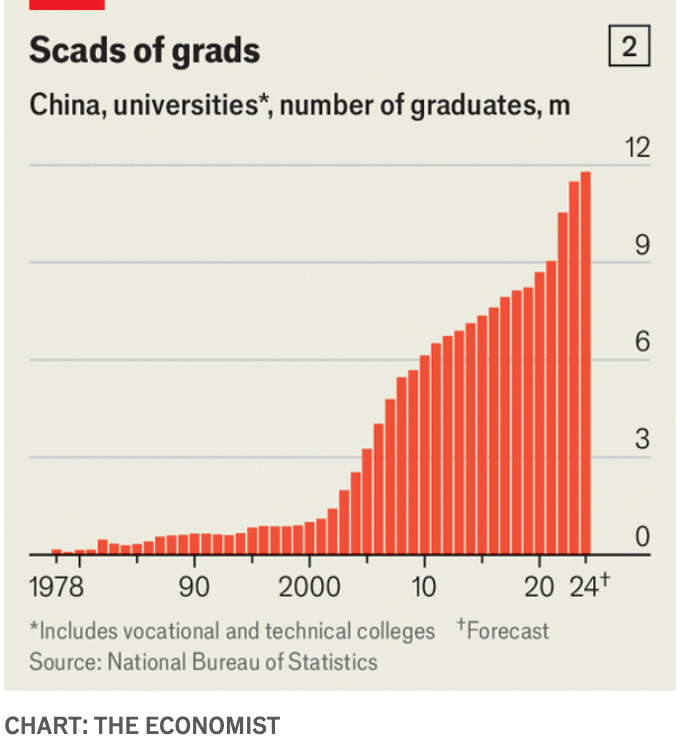 Scads of grads
2
China, universities*, number of graduates, m
12
9
6
3
0
1978 90 2000 10 20 24†
*Includes vocational and technical colleges †Forecast
Source: National Bureau of Statistics
CHART: THE ECONOMIST